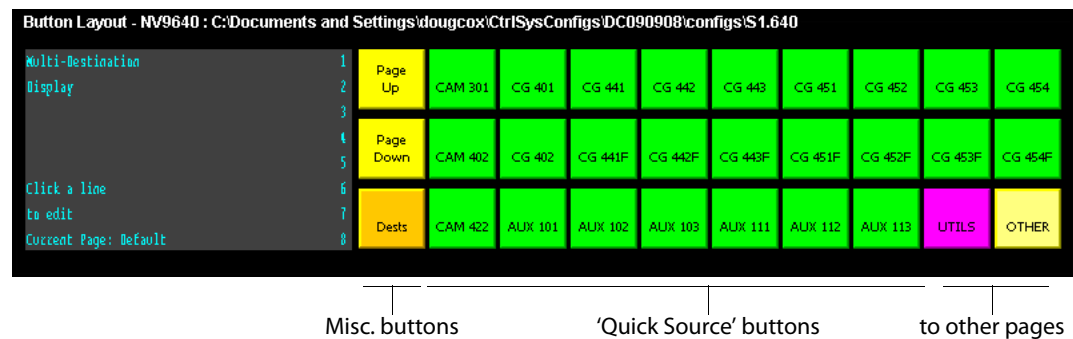 Button Layout - NV9640 : C:\Documents and Settings\dougcox\CtrlSysConfigs\DC090908\configs\S1.640
Multi-Destination 1
Display 2
3
4
5
Click a line 6
to edit 7
Current Page: Default 8
Page Up CAM 301 CG 401 CG 441 CG 442 CG 443 CG 451 CG 452 CG 453 CG 454
Page Down CAM 402 CG 402 CG 441F CG 442F CG 443F CG 451F CG 452F CG 453F CG 454F
Dests CAM 422 AUX 101 AUX 102 AUX 103 AUX 111 AUX 112 AUX 113 UTILS OTHER
Misc. buttons ‘Quick Source’ buttons to other pages